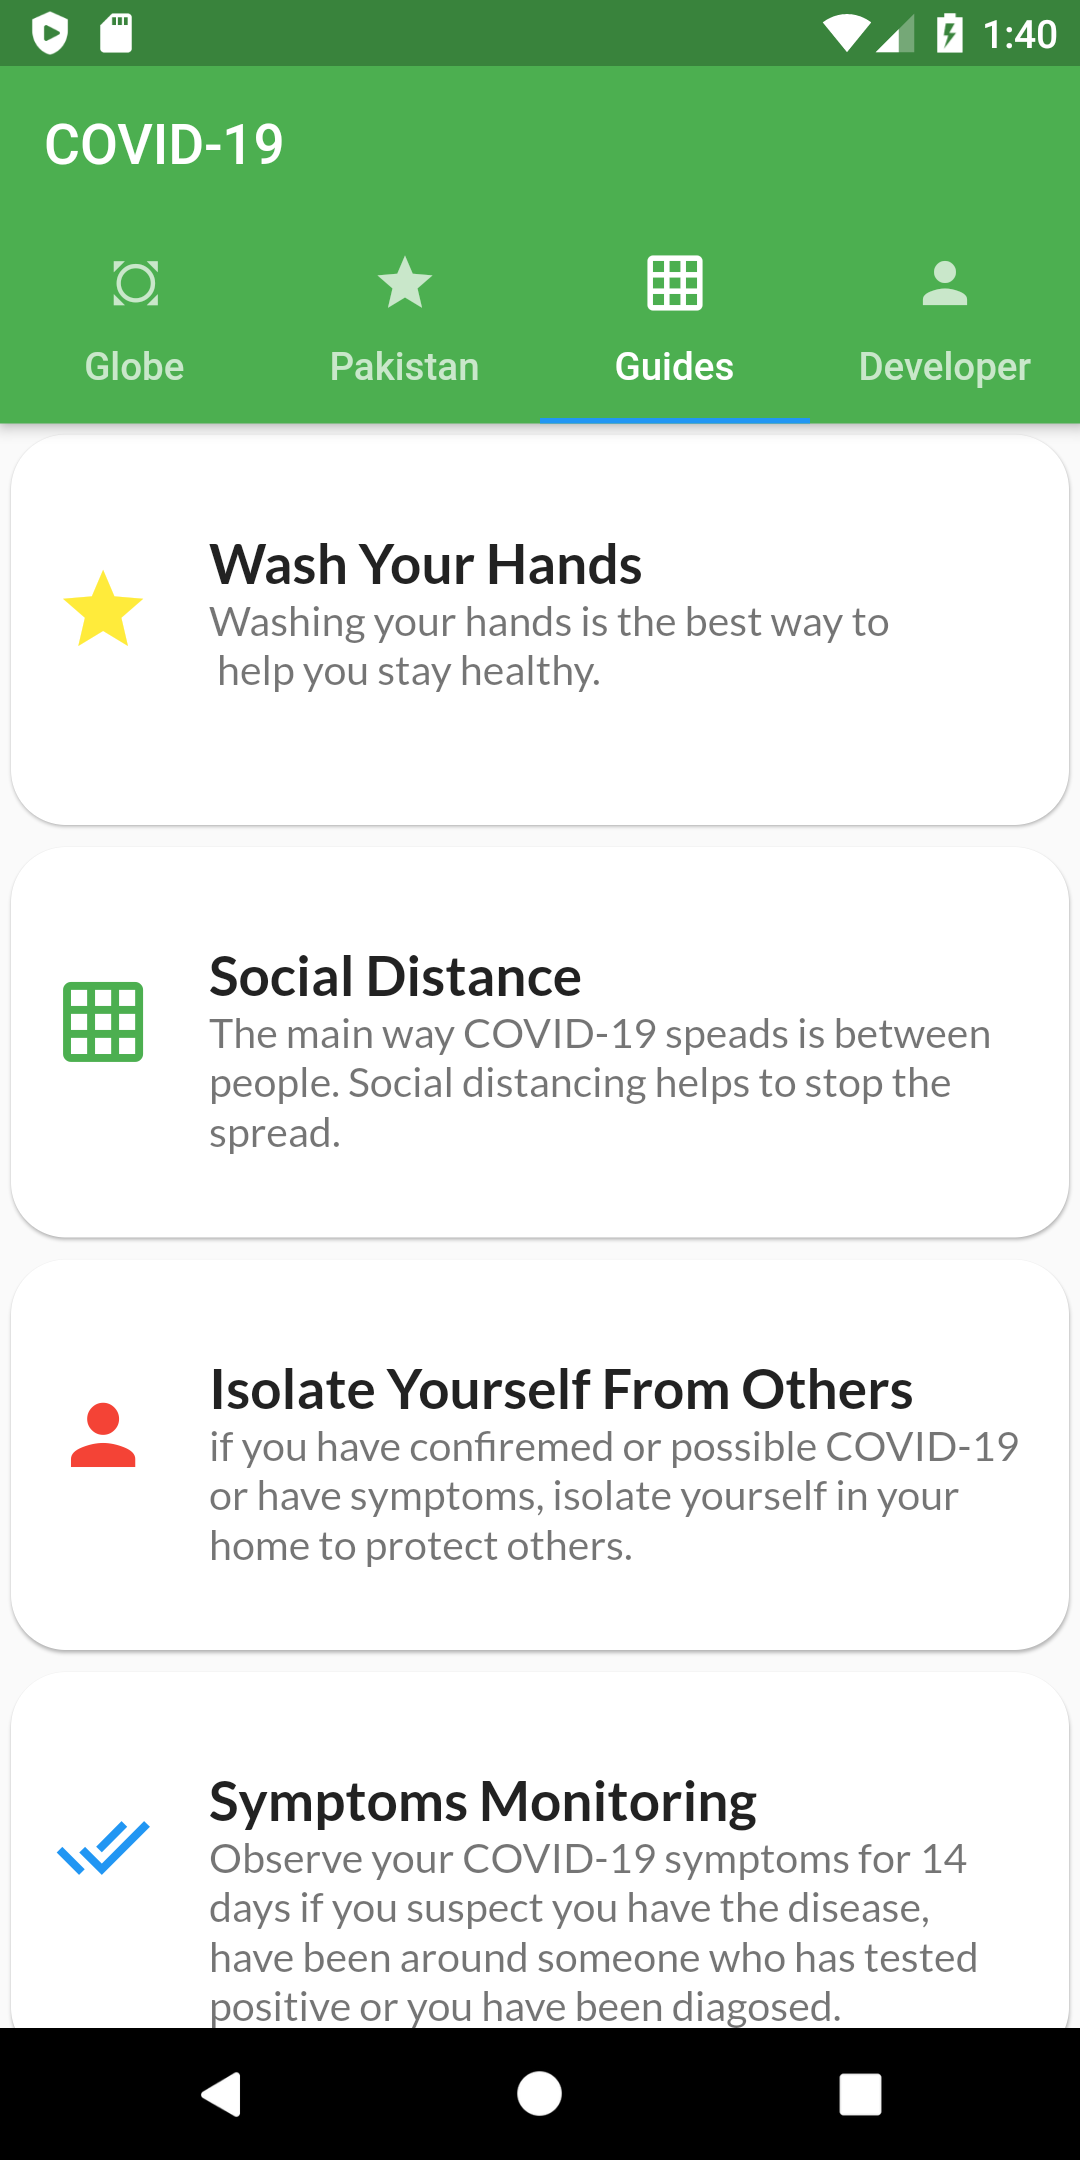 1:40
COVID-19
Globe
Pakistan
Guides
Developer
Wash Your Hands
Washing your hands is the best way to
help you stay healthy.
Social Distance
The main way COVID-19 speads is between
people. Social distancing helps to stop the
spread.
Isolate Yourself From Others
if you have confiremed or possible COVID-19
or have symptoms, isolate yourself in your
home to protect others.
Symptoms Monitoring
Observe your COVID-19 symptoms for 14
days if you suspect you have the disease,
have been around someone who has tested
positive or you have been diagosed.